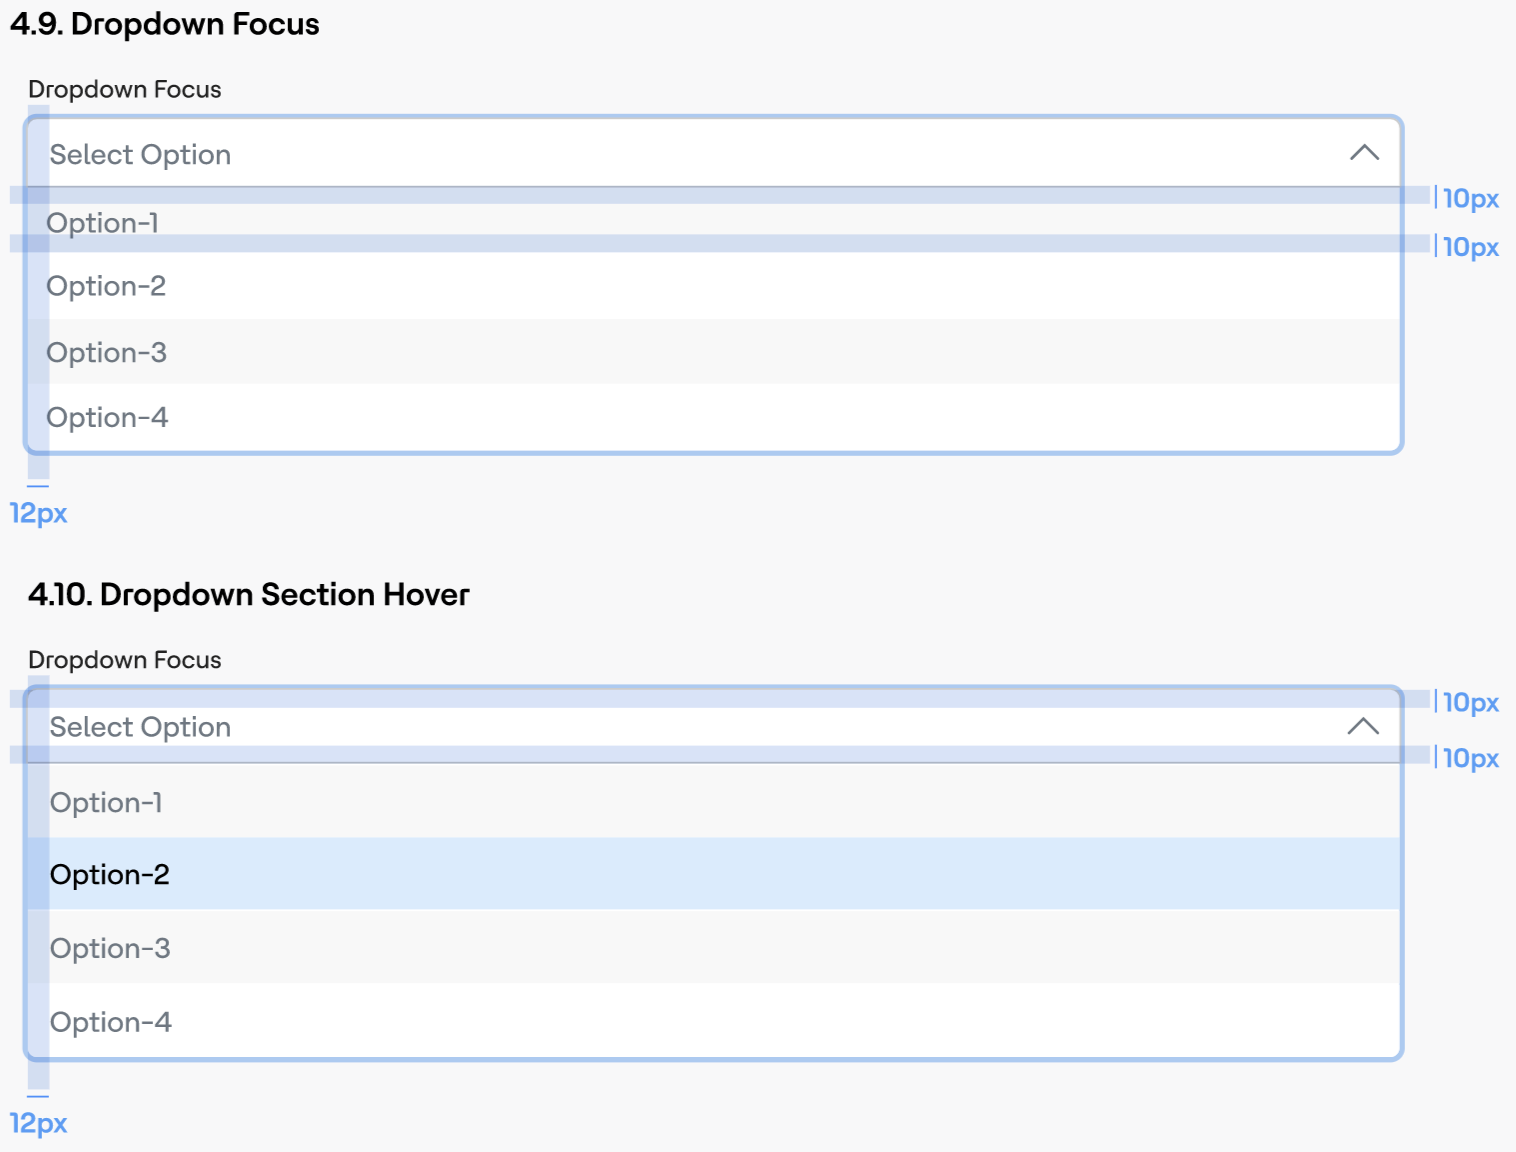 4.9. Dropdown Focus
Dropdown Focus
Select Option
10px
Option-1
10px
Option-2
Option-3
Option-4
12px
4.10. Dropdown Section Hover
Dropdown Focus
10px
Select Option
10px
Option-1
Option-2
Option-3
Option-4
12px